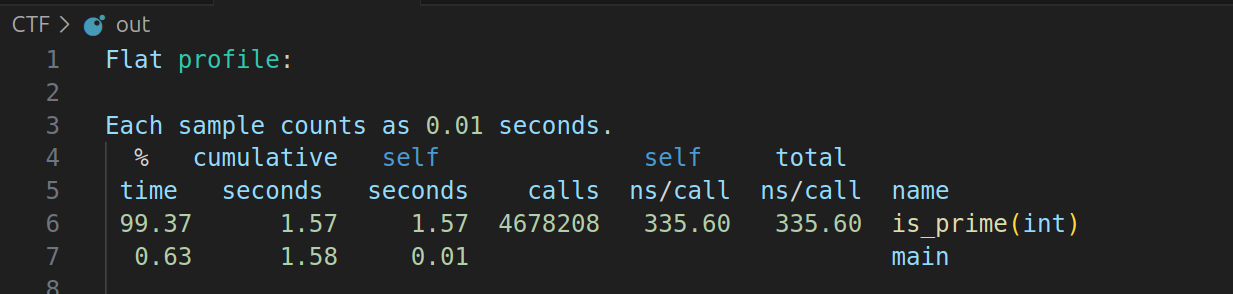 CTF > out
1 Flat profile:
2
3 Each sample counts as 0.01 seconds.
4 % cumulative self self total
5 time seconds seconds calls ns/call ns/call name
6 99.37 1.57 1.57 4678208 335.60 335.60 is_prime(int)
7 0.63 1.58 0.01 main
8